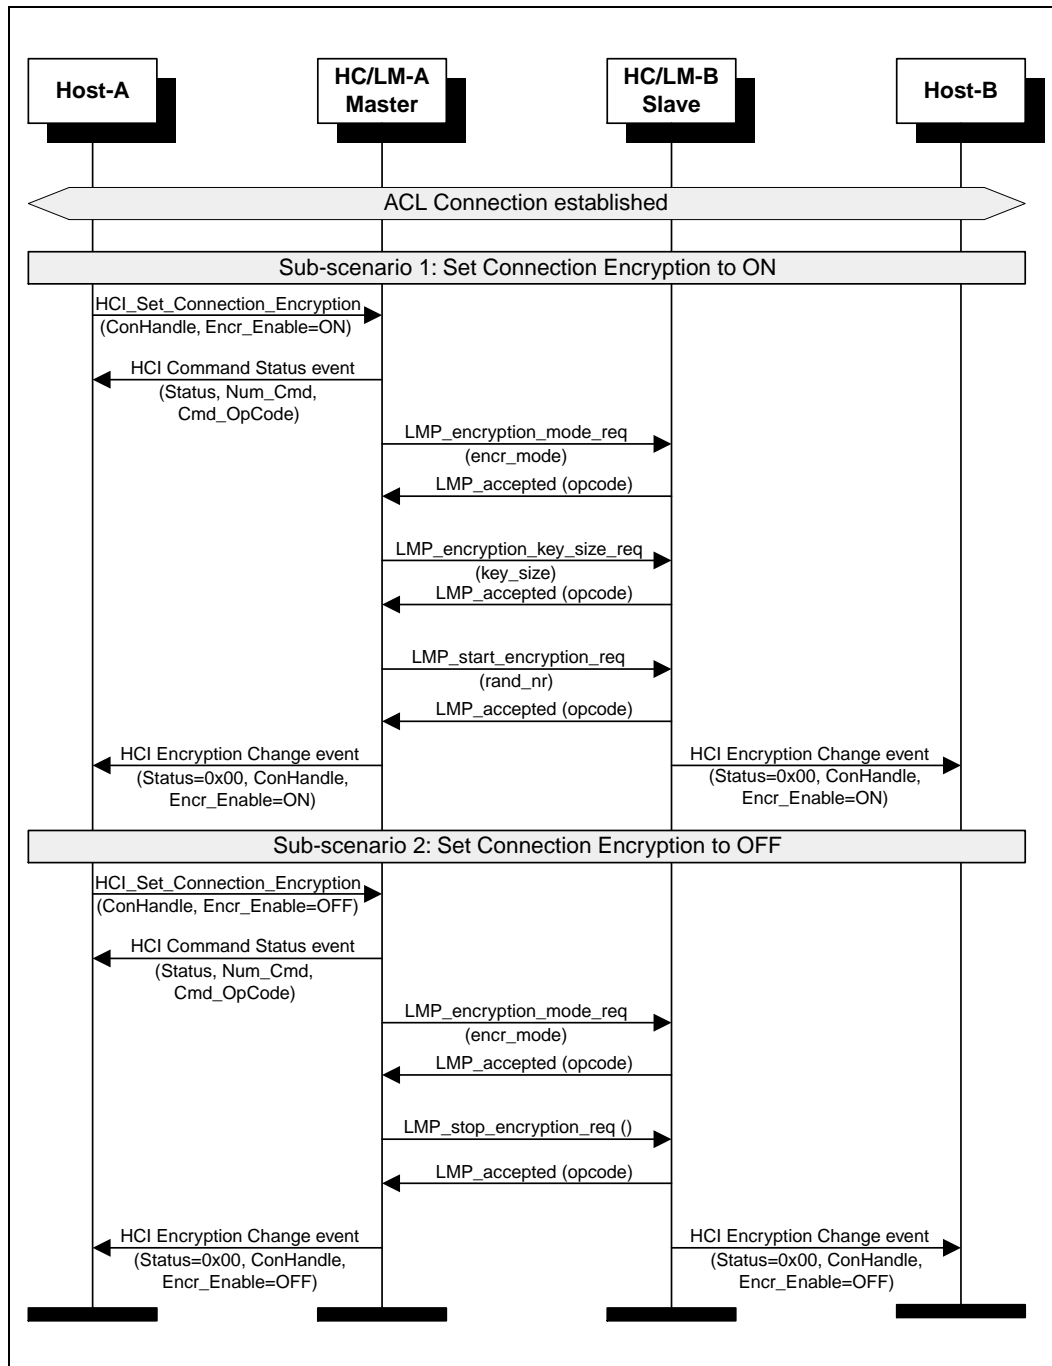 Host-A
HC/LM-A
Master
HC/LM-B
Slave
Host-B
ACL Connection established
Sub-scenario 1: Set Connection Encryption to ON
HCI_Set_Connection_Encryption
(ConHandle, Encr_Enable=ON)
HCI Command Status event
(Status, Num_Cmd,
Cmd_OpCode)
LMP_encryption_mode_req
(encr_mode)
LMP_accepted (opcode)
LMP_encryption_key_size_req
(key_size)
LMP_accepted (opcode)
LMP_start_encryption_req
(rand_nr)
LMP_accepted (opcode)
HCI Encryption Change event
(Status=0x00, ConHandle,
Encr_Enable=ON)
HCI Encryption Change event
(Status=0x00, ConHandle,
Encr_Enable=ON)
Sub-scenario 2: Set Connection Encryption to OFF
HCI_Set_Connection_Encryption
(ConHandle, Encr_Enable=OFF)
HCI Command Status event
(Status, Num_Cmd,
Cmd_OpCode)
LMP_encryption_mode_req
(encr_mode)
LMP_accepted (opcode)
LMP_stop_encryption_req ()
LMP_accepted (opcode)
HCI Encryption Change event
(Status=0x00, ConHandle,
Encr_Enable=OFF)
HCI Encryption Change event
(Status=0x00, ConHandle,
Encr_Enable=OFF)